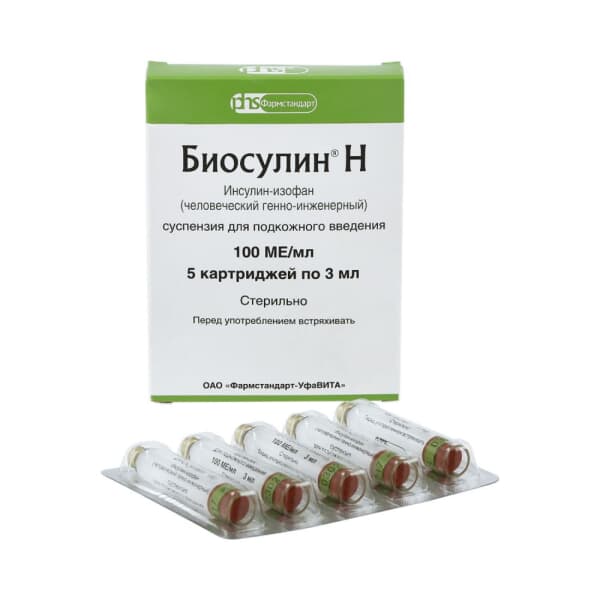 phs Фармстандарт
Биосулин® Н
Инсулин-изофан
(человеческий генно-инженерный)
суспензия для подкожного введения
100 МЕ/мл
5 картриджей по 3 мл
Стерильно
Перед употреблением встряхивать
ОАО «Фармстандарт-УфаВИТА»
100 МЕ/мл 3 мл
100 МЕ/мл 3 мл
Стерильно